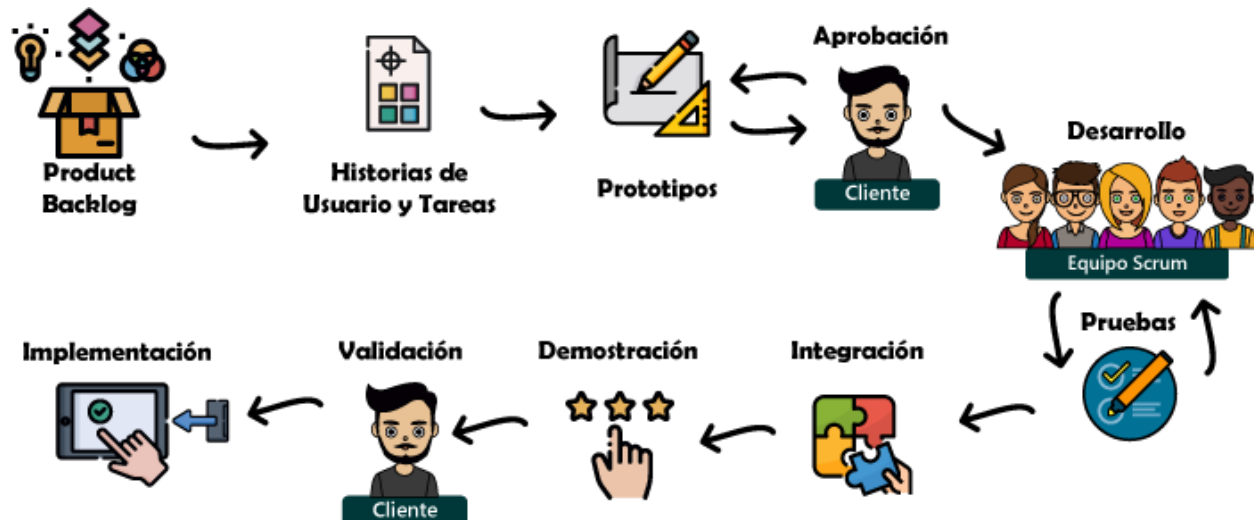 Product
Backlog
Historias de
Usuario y Tareas
Prototipos
Aprobación
Cliente
Desarrollo
Equipo Scrum
Pruebas
Integración
Demostración
Validación
Cliente
Implementación